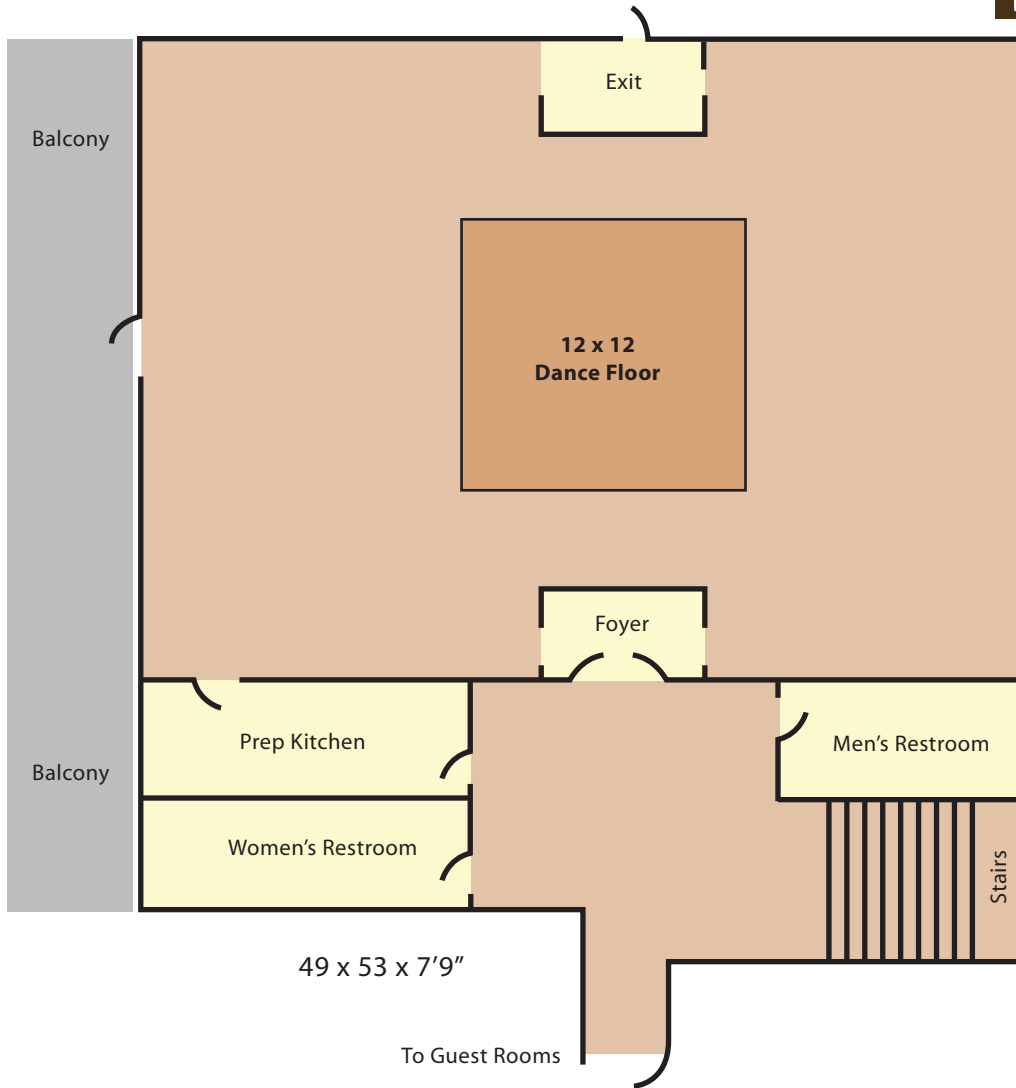 Exit
Balcony
12 x 12
Dance Floor
Foyer
Prep Kitchen
Men’s Restroom
Balcony
Women’s Restroom
Stairs
49 x 53 x 7’9”
To Guest Rooms